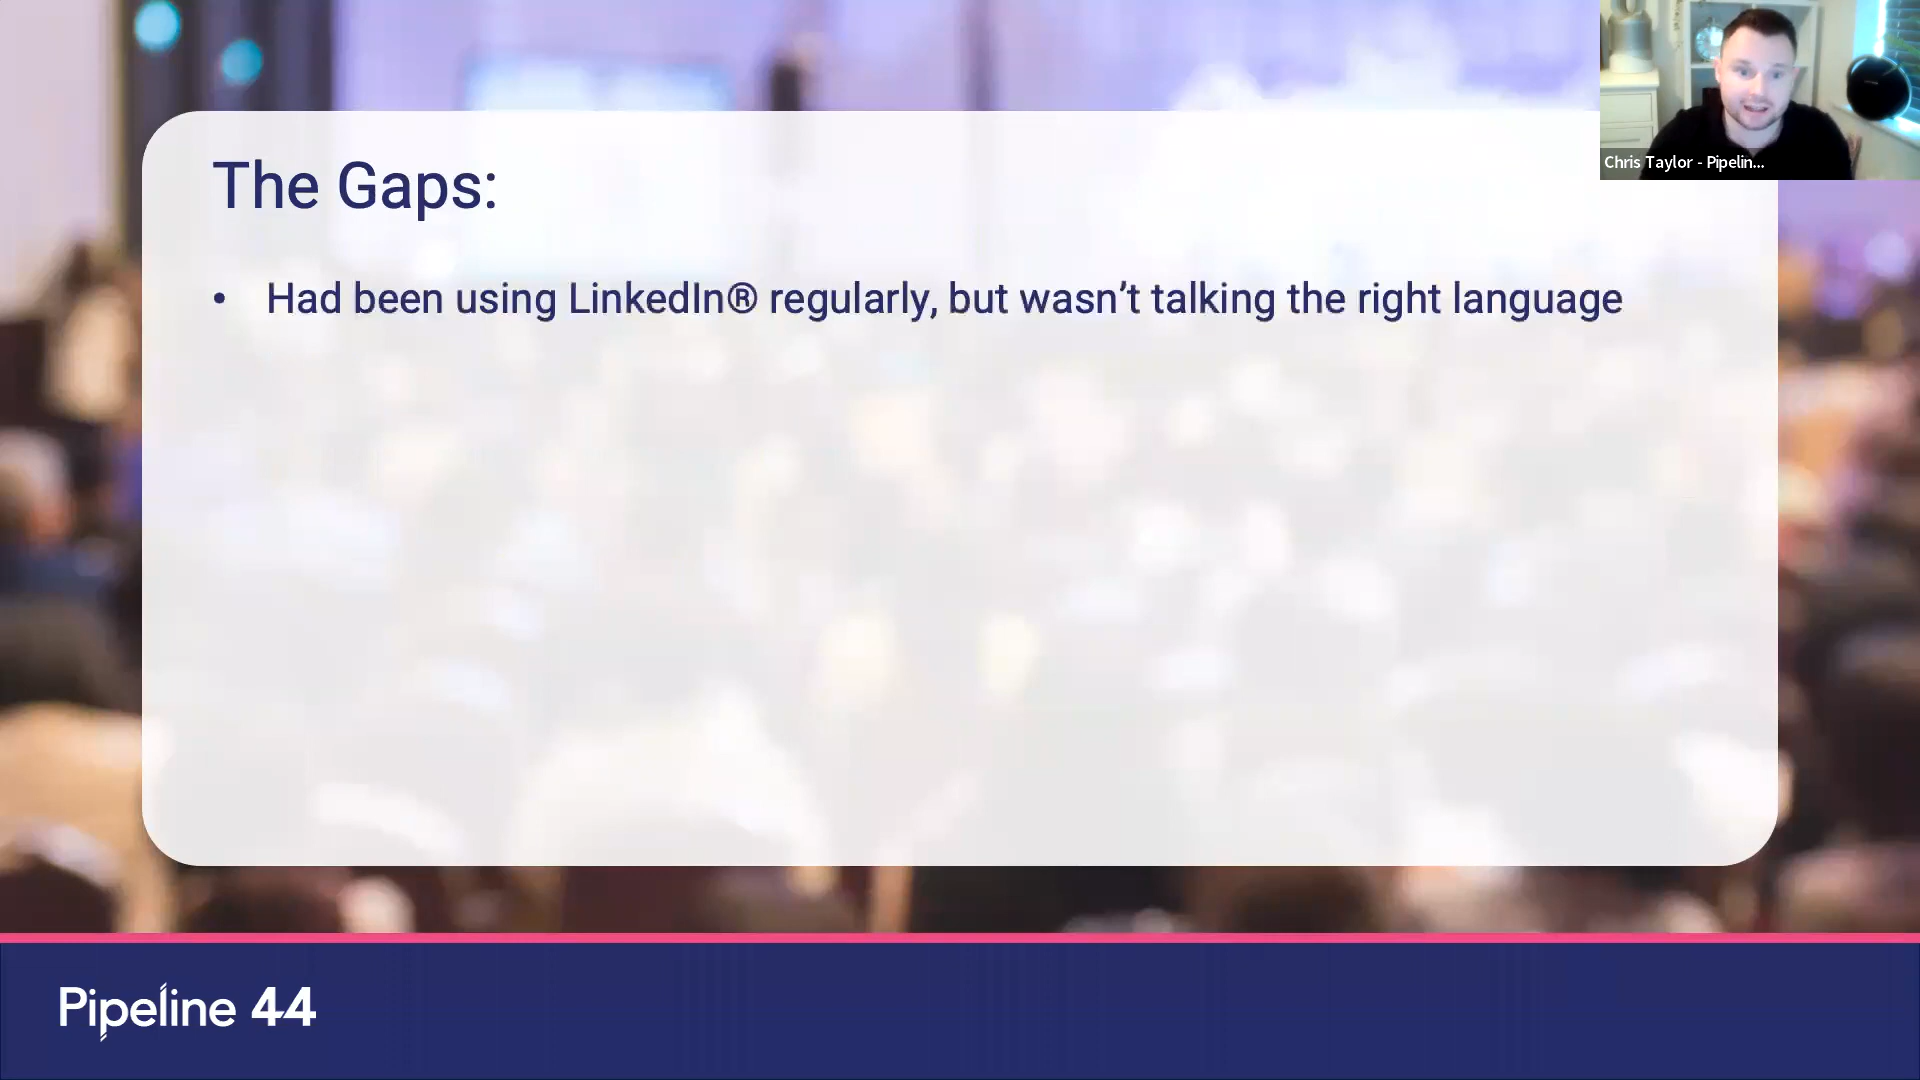 The Gaps:
• Had been using LinkedIn® regularly, but wasn’t talking the right language
Chris Taylor - Pipelin...
Pipeline 44